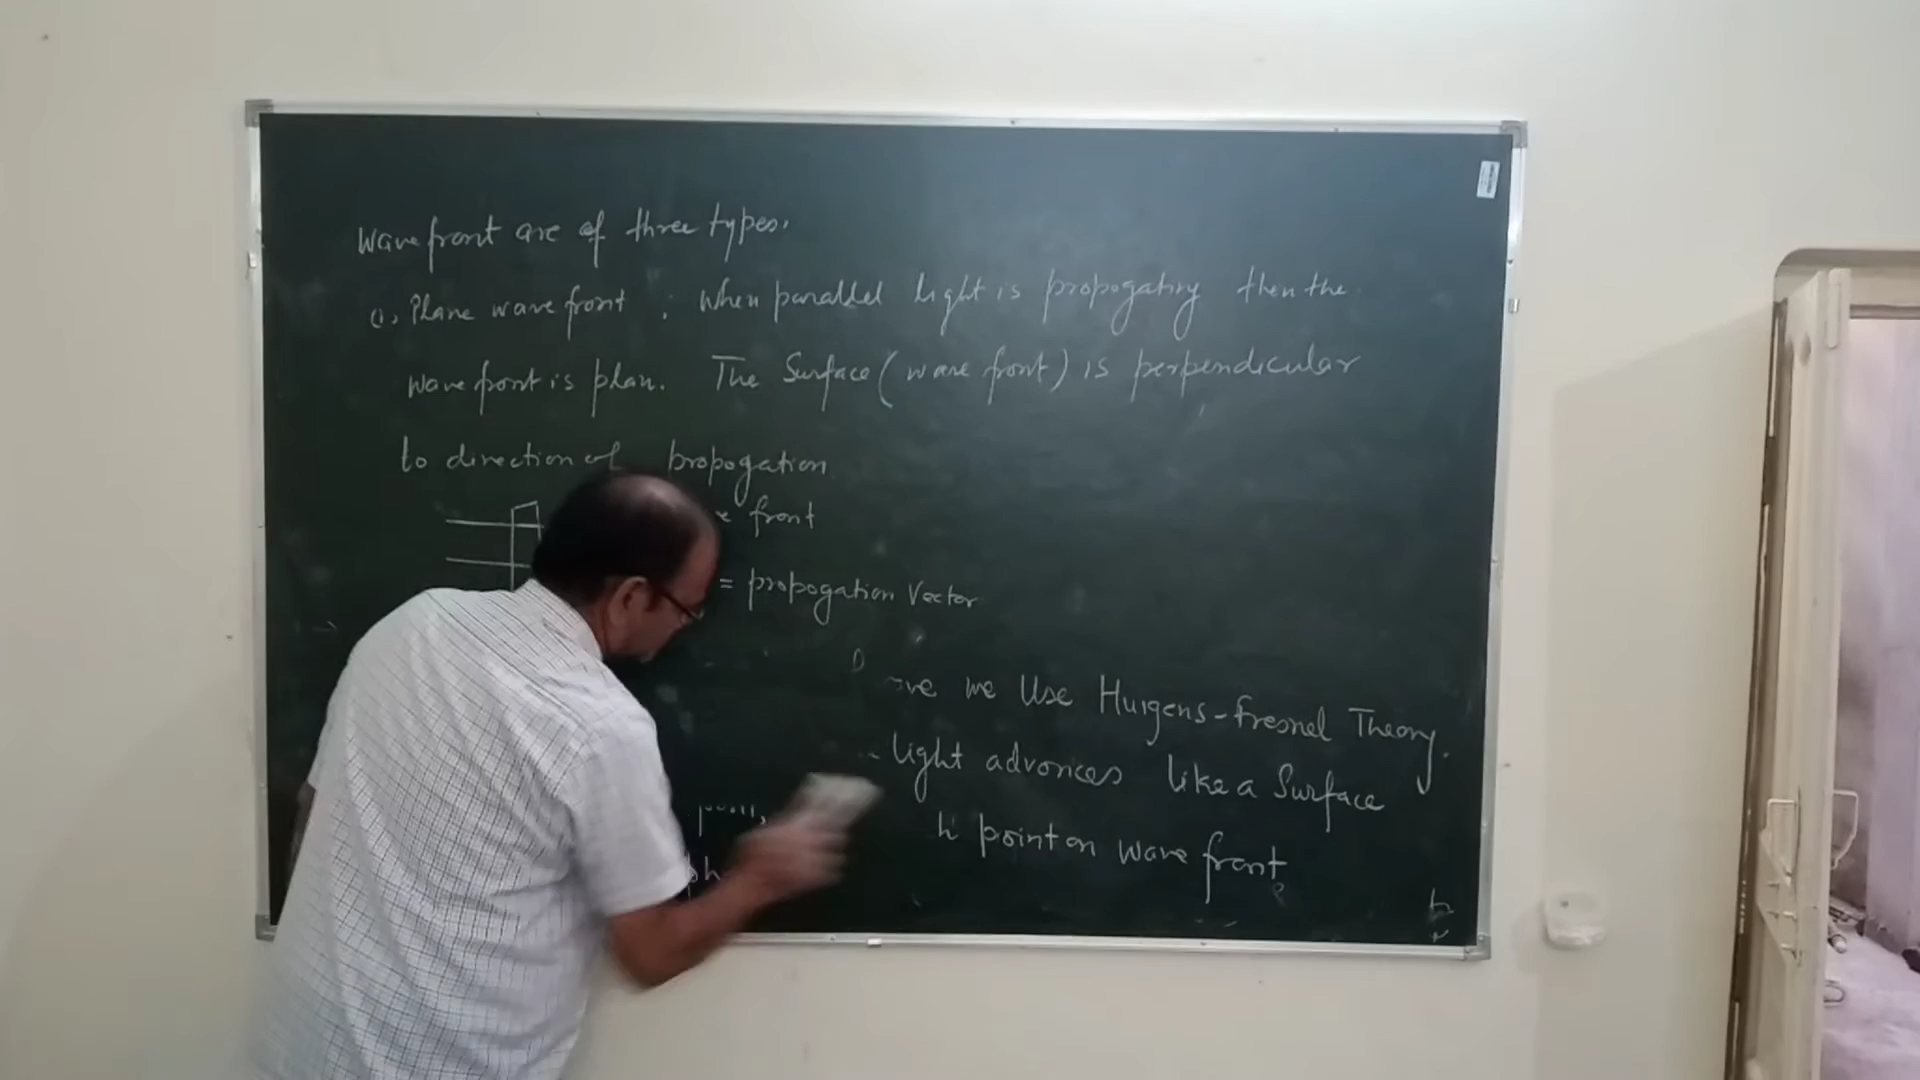 Wavefront are of three types.
(1). Plane wave front : When parallel light is propogating then the
wave front is plan. The Surface (wave front) is perpendicular
to direction of propogation
front
= propogation Vector
we Use Huigens-Fresnel Theory.
light advances like a Surface
point on wave front